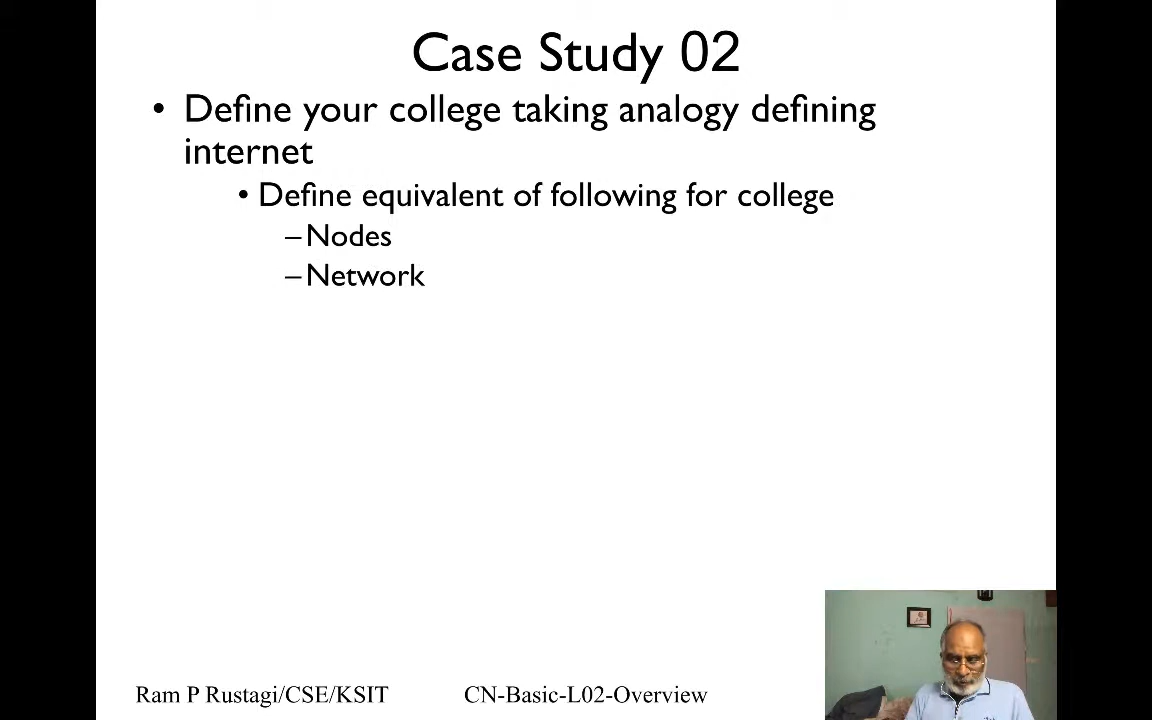 Case Study 02
• Define your college taking analogy defining
internet
• Define equivalent of following for college
– Nodes
– Network
Ram P Rustagi/CSE/KSIT
CN-Basic-L02-Overview